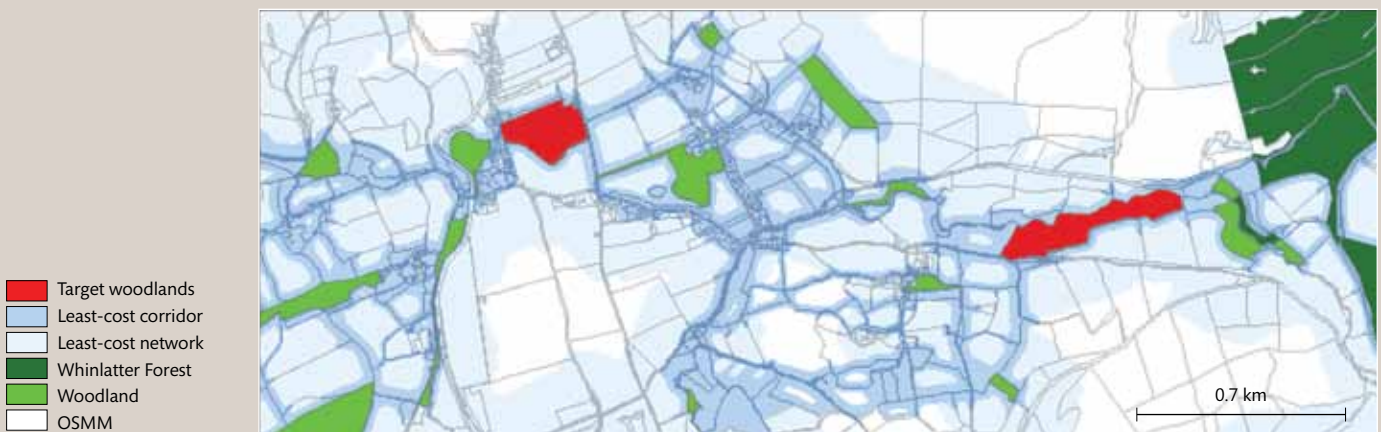 Target woodlands
Least-cost corridor
Least-cost network
Whinlatter Forest
Woodland
OSMM
0.7 km